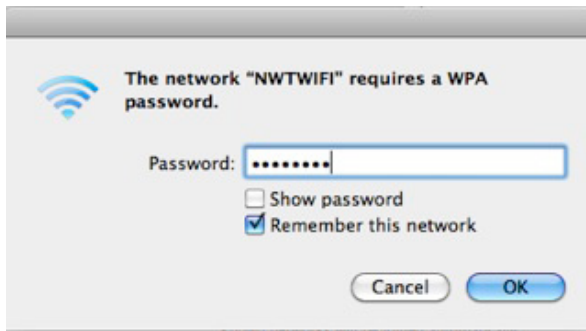 The network “NWTWIFI” requires a WPA
password.
Password: ••••••••
Show password
Remember this network
Cancel OK